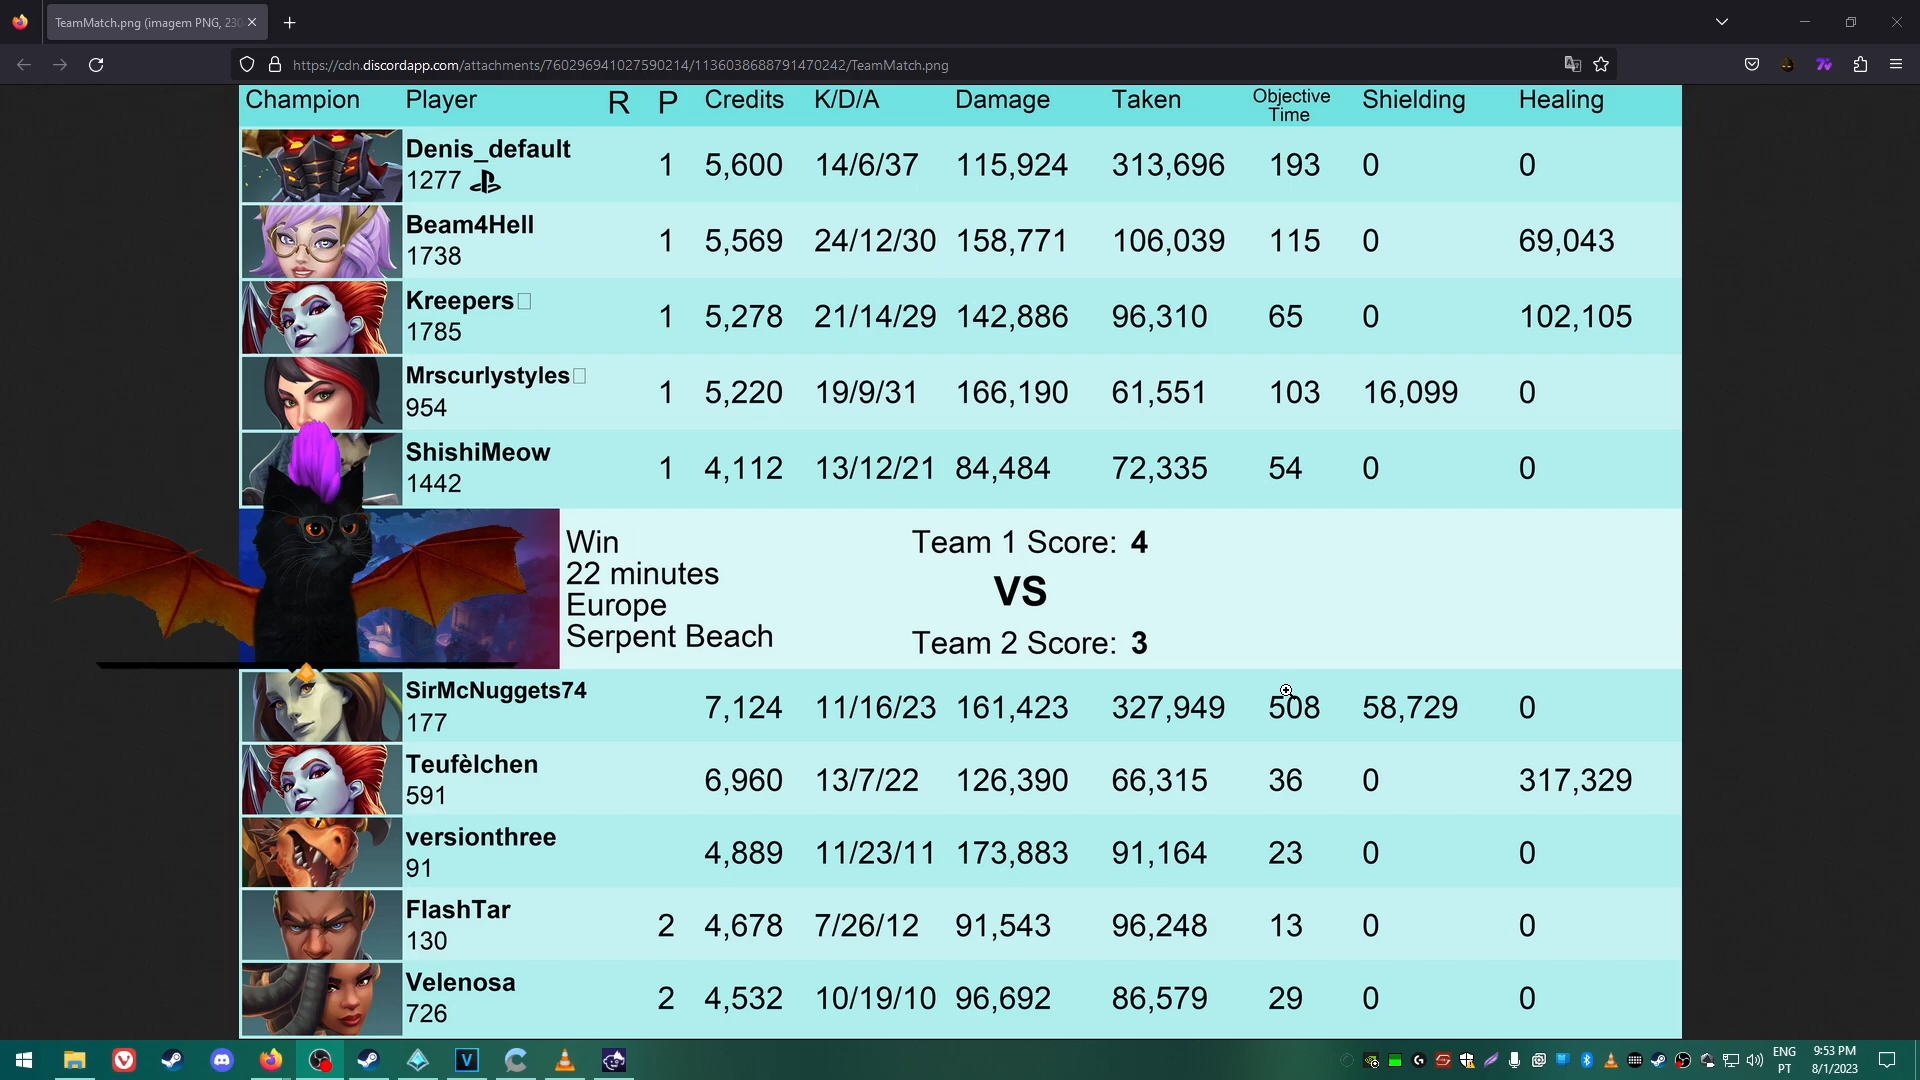 TeamMatch.png (imagem PNG, 230
https://cdn.discordapp.com/attachments/760296941027590214/1136038688791470242/TeamMatch.png
Champion Player R P Credits K/D/A Damage Taken Objective Time Shielding Healing
Denis_default
1277 1 5,600 14/6/37 115,924 313,696 193 0 0
Beam4Hell
1738 1 5,569 24/12/30 158,771 106,039 115 0 69,043
Kreepers
1785 1 5,278 21/14/29 142,886 96,310 65 0 102,105
Mrscurlystyles
954 1 5,220 19/9/31 166,190 61,551 103 16,099 0
ShishiMeow
1442 1 4,112 13/12/21 84,484 72,335 54 0 0
Win
22 minutes
Europe
Serpent Beach
Team 1 Score: 4
VS
Team 2 Score: 3
SirMcNuggets74
177 7,124 11/16/23 161,423 327,949 508 58,729 0
Teufèlchen
591 6,960 13/7/22 126,390 66,315 36 0 317,329
versionthree
91 4,889 11/23/11 173,883 91,164 23 0 0
FlashTar
130 2 4,678 7/26/12 91,543 96,248 13 0 0
Velenosa
726 2 4,532 10/19/10 96,692 86,579 29 0 0
ENG
PT
9:53 PM
8/1/2023